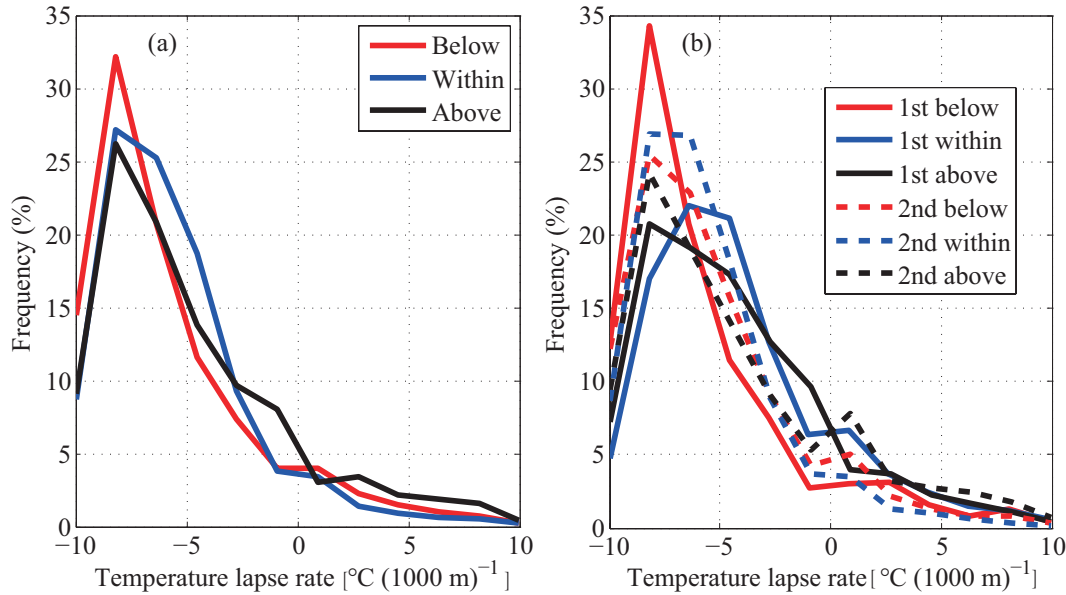 (a)
Below
Within
Above
35
30
25
20
15
10
5
0
Frequency (%)
−10
−5
0
5
10
Temperature lapse rate [°C (1000 m)−1]
(b)
1st below
1st within
1st above
2nd below
2nd within
2nd above
35
30
25
20
15
10
5
0
Frequency (%)
−10
−5
0
5
10
Temperature lapse rate [°C (1000 m)−1]